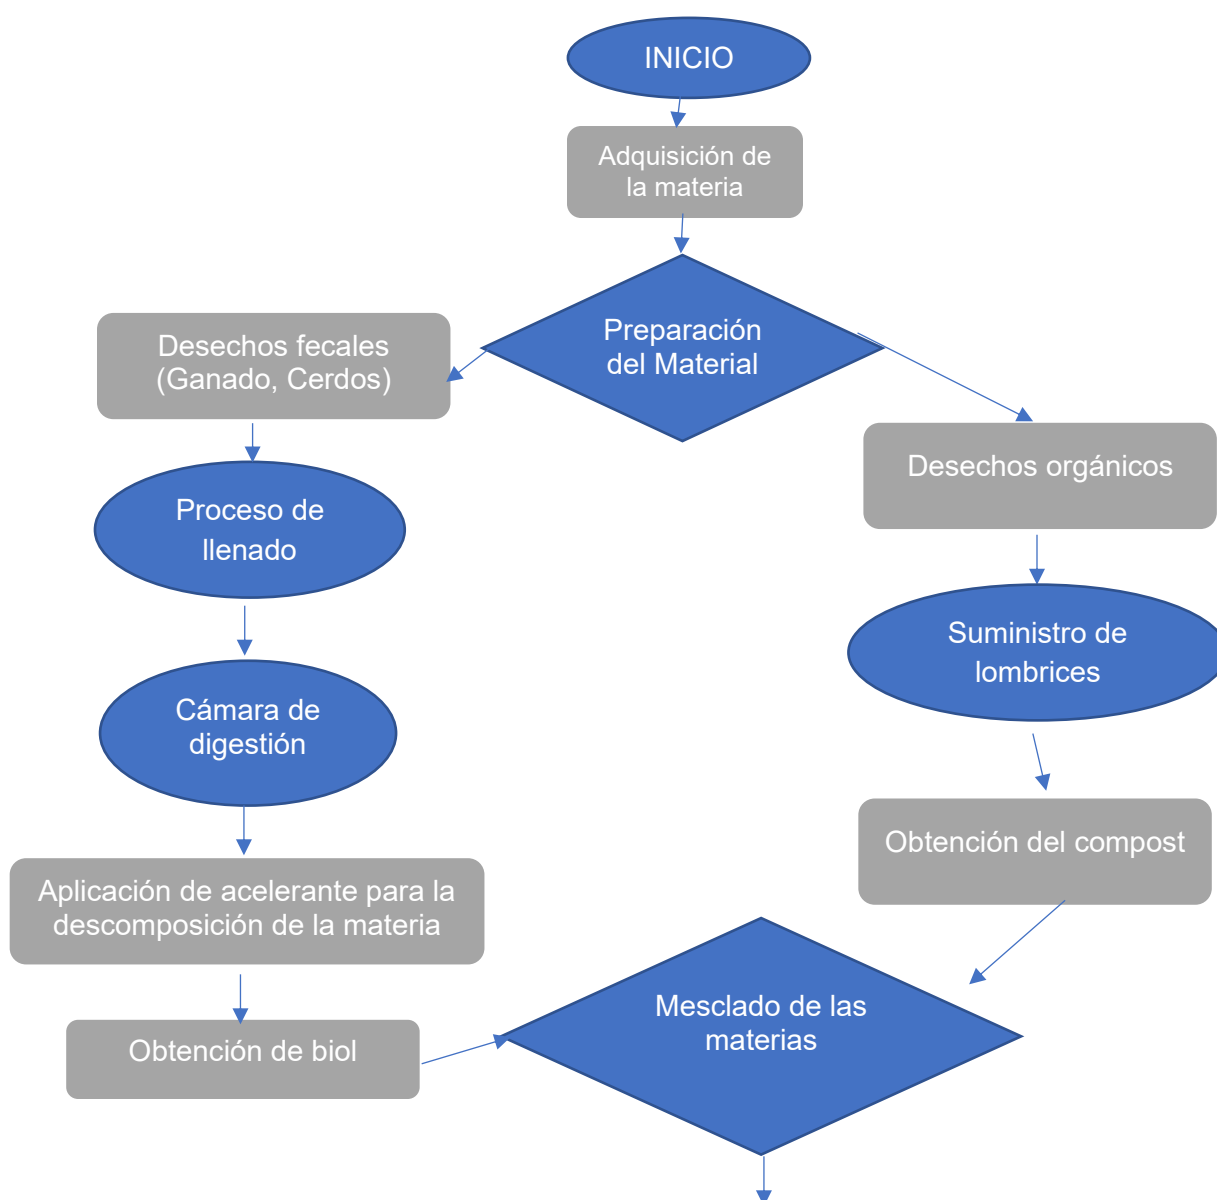 INICIO
Adquisición de
la materia
Preparación
del Material
Desechos fecales
(Ganado, Cerdos)
Desechos orgánicos
Proceso de
llenado
Suministro de
lombrices
Cámara de
digestión
Obtención del compost
Aplicación de acelerante para la
descomposición de la materia
Mesclado de las
materias
Obtención de biol